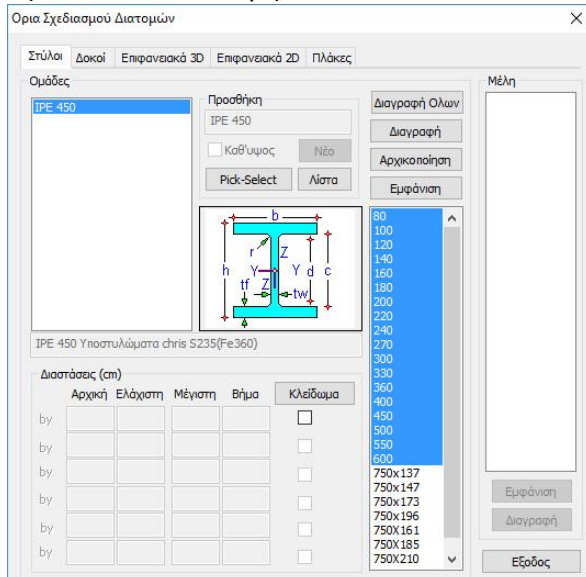 Ορια Σχεδιασμού Διατομών
Στύλοι Δοκοί Επιφανειακά 3D Επιφανειακά 2D Πλάκες
Ομάδες
IPE 450
Προσθήκη
IPE 450
Καθ'υψος Νέο
Pick-Select Λίστα
Διαγραφή Ολων
Διαγραφή
Αρχικοποίηση
Εμφάνιση
Μέλη
b
r Z
h Y Y d c
tf Z tw
80
100
120
140
160
180
200
220
240
270
300
330
360
400
450
500
550
600
750x137
750x147
750x173
750x196
750X161
750X185
750X210
IPE 450 Υποστυλώματα chris S235(Fe360)
Διαστάσεις (cm)
Αρχική Ελάχιστη Μέγιστη Βήμα Κλείδωμα
by
by
by
by
by
by
Εμφάνιση
Διαγραφή
Εξοδος